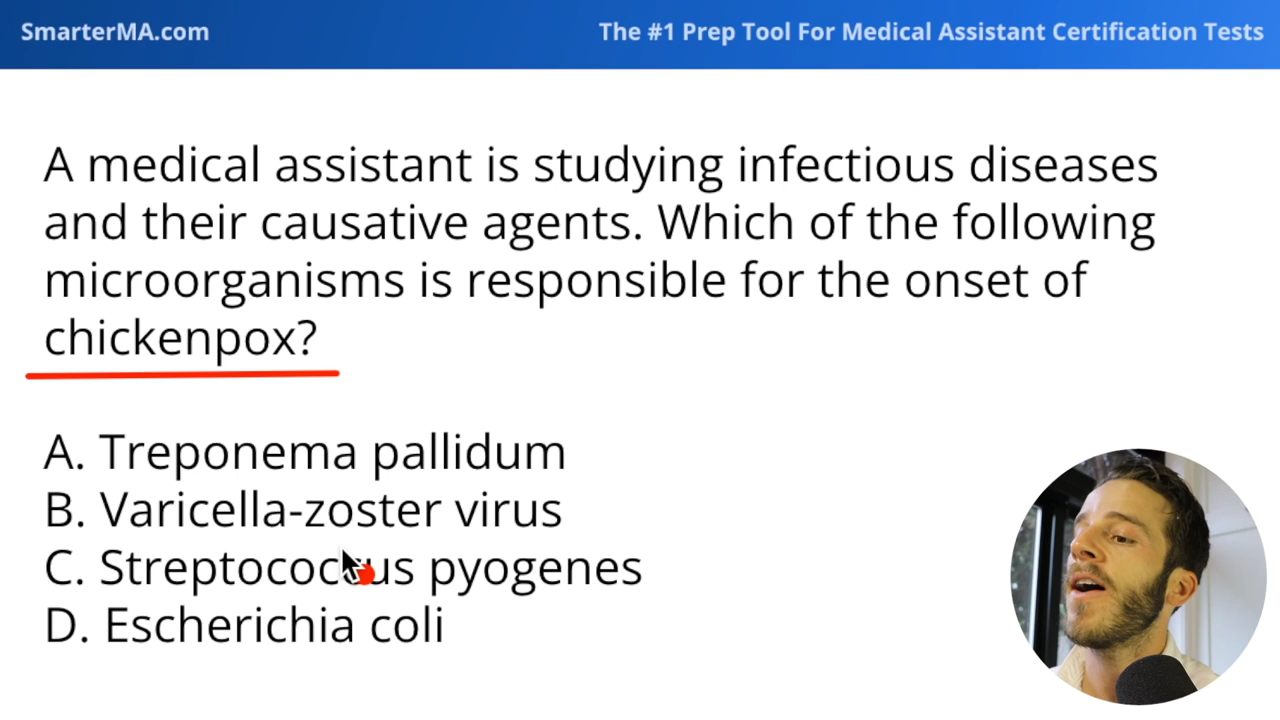 SmarterMA.com
The #1 Prep Tool For Medical Assistant Certification Tests
A medical assistant is studying infectious diseases
and their causative agents. Which of the following
microorganisms is responsible for the onset of
chickenpox?
A. Treponema pallidum
B. Varicella-zoster virus
C. Streptococcus pyogenes
D. Escherichia coli